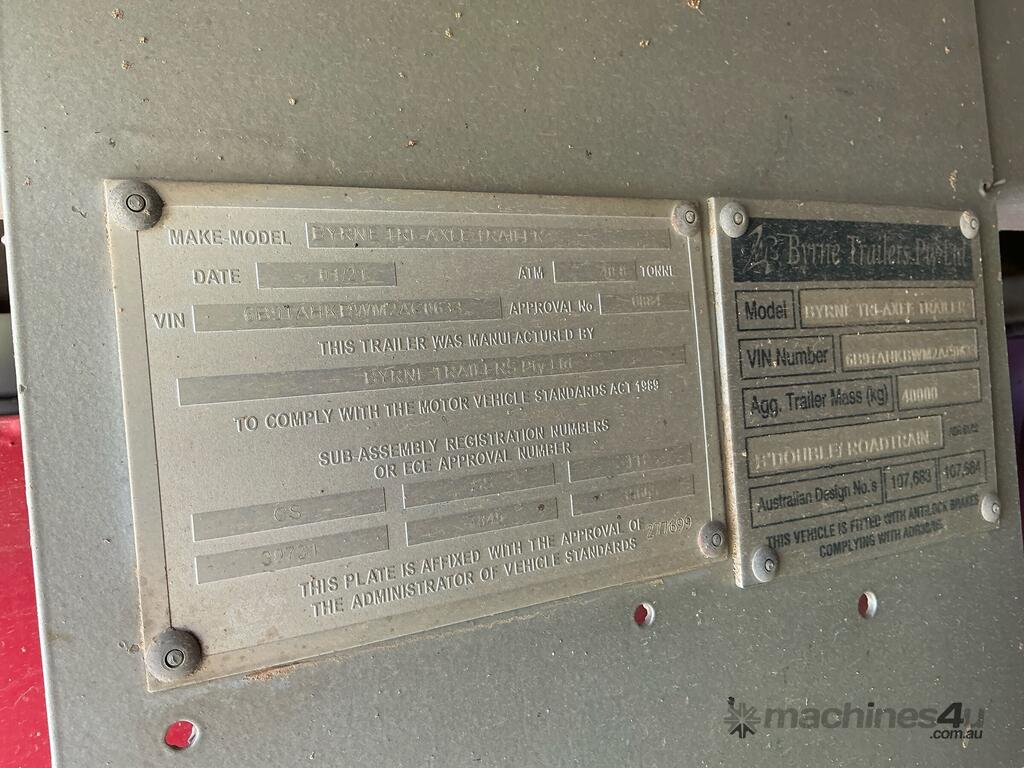 MAKE-MODEL BYRNE TRI-AXLE TRAILER
DATE 01/21 ATM TONNE
VIN APPROVAL No
THIS TRAILER WAS MANUFACTURED BY
BYRNE TRAILERS Pty Ltd
TO COMPLY WITH THE MOTOR VEHICLE STANDARDS ACT 1989
SUB-ASSEMBLY REGISTRATION NUMBERS
OR ECE APPROVAL NUMBER
CS
39721
THIS PLATE IS AFFIXED WITH THE APPROVAL OF 277699
THE ADMINISTRATOR OF VEHICLE STANDARDS
Byrne Trailers Pty Ltd
Model BYRNE TRI-AXLE TRAILER
VIN Number
Agg. Trailer Mass (kg) 40000
B'DOUBLE/ ROADTRAIN
Australian Design No.'s 107,683 107,584
THIS VEHICLE IS FITTED WITH ANTILOCK BRAKES
COMPLYING WITH ADR38/05
machines4u
.com.au